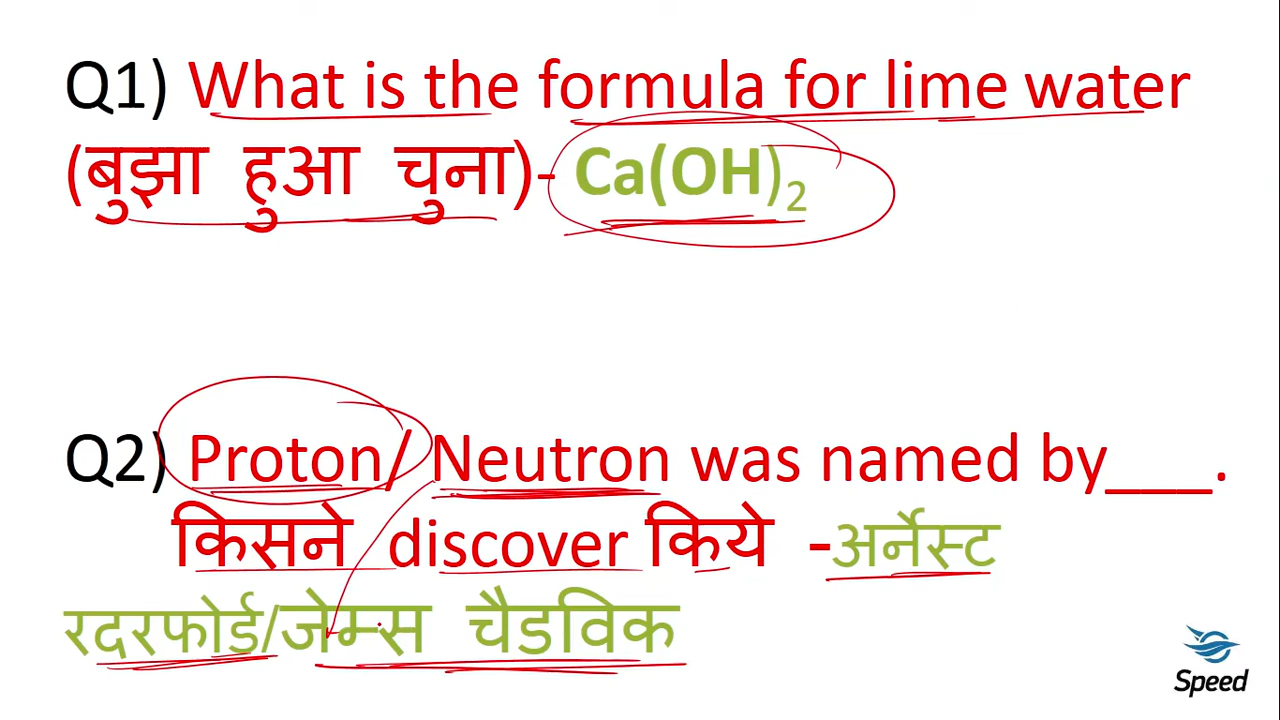 Q1) What is the formula for lime water
(बुझा हुआ चुना)- Ca(OH)₂
Q2) Proton/ Neutron was named by___.
किसने discover किये -अर्नेस्ट
रदरफोर्ड/जेम्स चैडविक
Speed